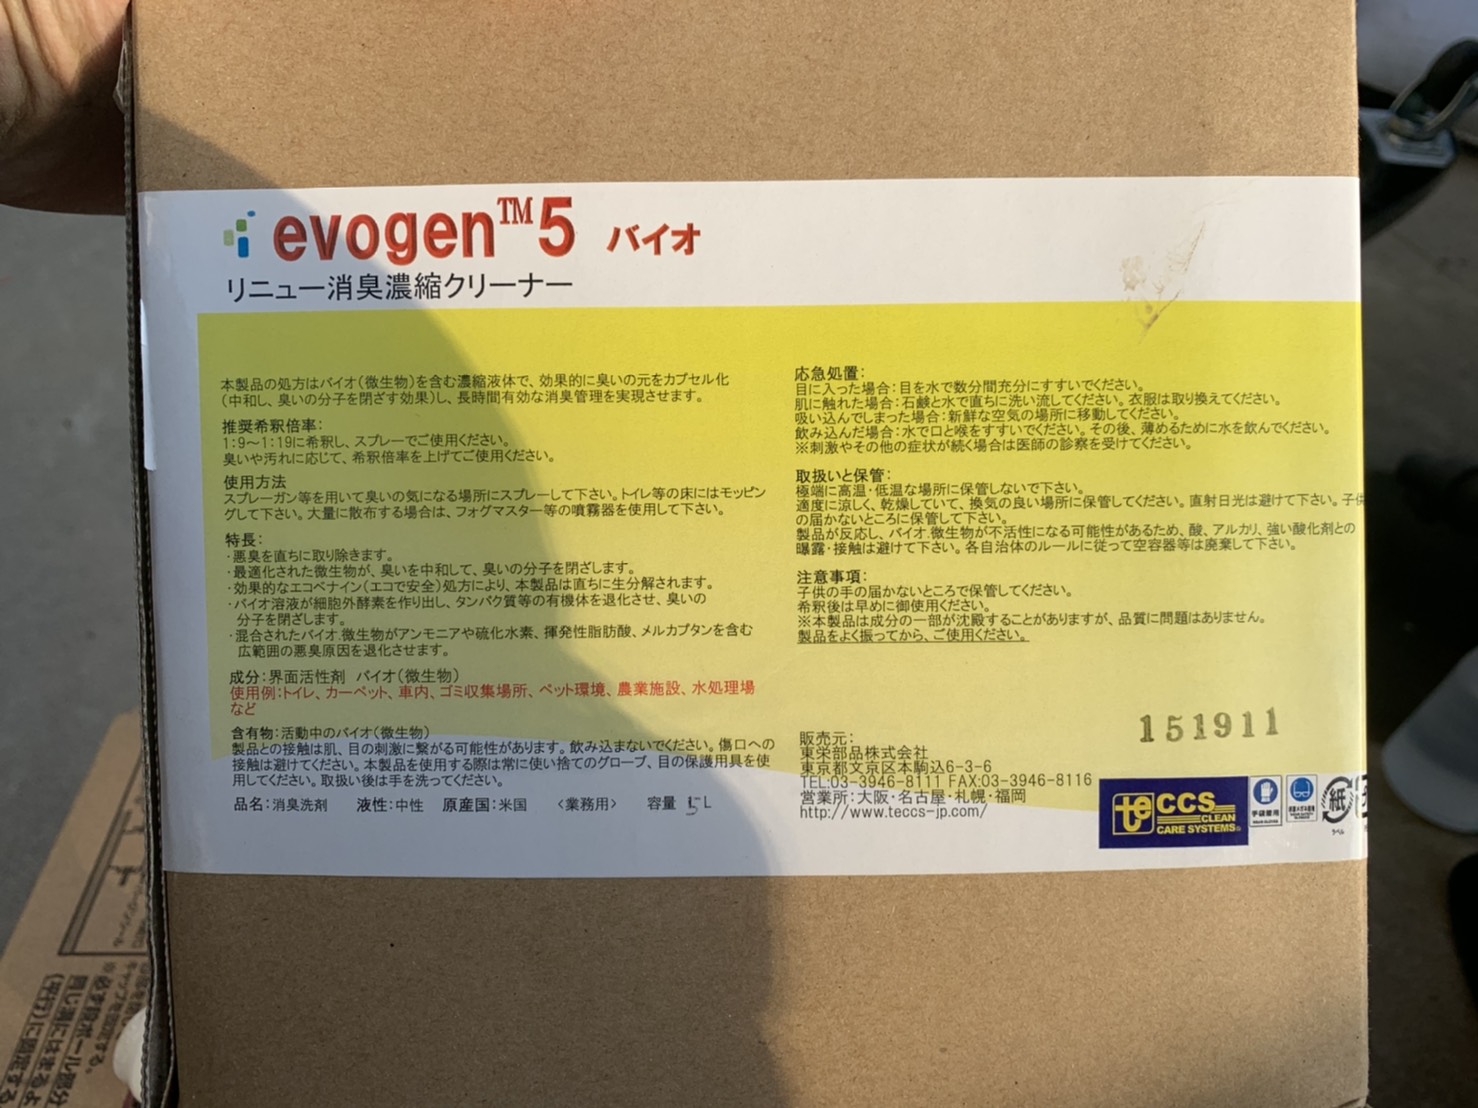 evogen™5 バイオ
リニュー消臭濃縮クリーナー
本製品の処方はバイオ(微生物)を含む濃縮液体で、効果的に臭いの元をカプセル化
(中和し、臭いの分子を閉ざす効果)し、長時間有効な消臭管理を実現させます。
推奨希釈倍率:
1:9～1:19に希釈し、スプレーでご使用ください。
臭いや汚れに応じて、希釈倍率を上げてご使用ください。
使用方法
スプレーガン等を用いて臭いの気になる場所にスプレーして下さい。トイレ等の床にはモッピン
グして下さい。大量に散布する場合は、フォグマスター等の噴霧器を使用して下さい。
特長:
・悪臭を直ちに取り除きます。
・最適化された微生物が、臭いを中和して、臭いの分子を閉ざします。
・効果的なエコベナイン(エコで安全)処方により、本製品は直ちに生分解されます。
・バイオ溶液が細胞外酵素を作り出し、タンパク質等の有機体を退化させ、臭いの
分子を閉ざします。
・混合されたバイオ.微生物がアンモニアや硫化水素、揮発性脂肪酸、メルカプタンを含む
広範囲の悪臭原因を退化させます。
成分:界面活性剤 バイオ(微生物)
使用例:トイレ、カーペット、車内、ゴミ収集場所、ペット環境、農業施設、水処理場
など
含有物:活動中のバイオ(微生物)
製品との接触は肌、目の刺激に繋がる可能性があります。飲み込まないでください。傷口への
接触は避けてください。本製品を使用する際は常に使い捨てのグローブ、目の保護用具を使
用してください。取扱い後は手を洗ってください。
品名:消臭洗剤 液性:中性 原産国:米国 <業務用> 容量 5L
応急処置:
目に入った場合:目を水で数分間充分にすすいでください。
肌に触れた場合:石鹸と水で直ちに洗い流してください。衣服は取り換えてください。
吸い込んでしまった場合:新鮮な空気の場所に移動してください。
飲み込んだ場合:水で口と喉をすすいでください。その後、薄めるために水を飲んでください。
※刺激やその他の症状が続く場合は医師の診察を受けてください。
取扱いと保管:
極端に高温・低温な場所に保管しないで下さい。
適度に涼しく、乾燥していて、換気の良い場所に保管してください。直射日光は避けて下さい。子供
の届かないところに保管して下さい。
製品が反応し、バイオ.微生物が不活性になる可能性があるため、酸、アルカリ、強い酸化剤との
曝露・接触は避けて下さい。各自治体のルールに従って空容器等は廃棄して下さい。
注意事項:
子供の手の届かないところで保管してください。
希釈後は早めに御使用ください。
※本製品は成分の一部が沈殿することがありますが、品質に問題はありません。
製品をよく振ってから、ご使用ください。
151911
販売元:
東栄部品株式会社
東京都文京区本駒込6-3-6
TEL:03-3946-8111 FAX:03-3946-8116
営業所:大阪・名古屋・札幌・福岡
http://www.teccs-jp.com/
teCCS
CLEAN
CARE SYSTEMS
手袋着用
紙
ラベル
必ず段ボール部分
同じ溝にはまるよ
(平行)に固定する